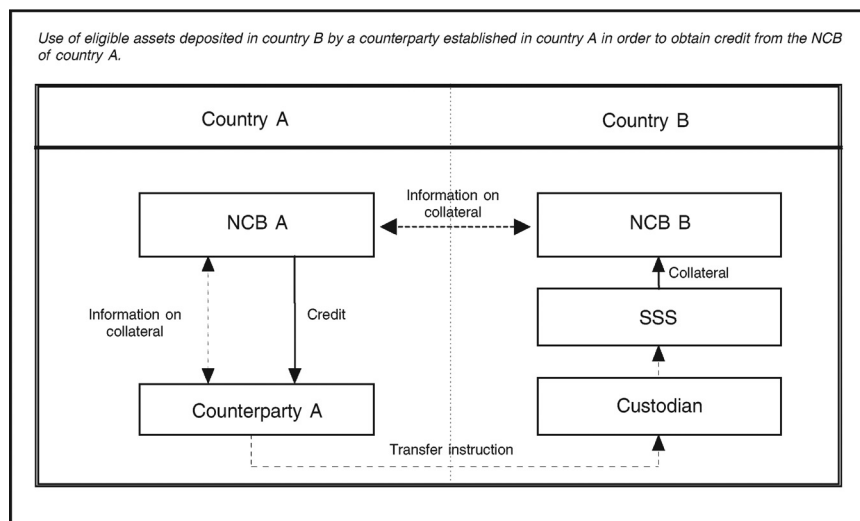 Use of eligible assets deposited in country B by a counterparty established in country A in order to obtain credit from the NCB
of country A.
Country A
Country B
NCB A
Information on
collateral
NCB B
Collateral
Information on
collateral
Credit
SSS
Counterparty A
Custodian
Transfer instruction